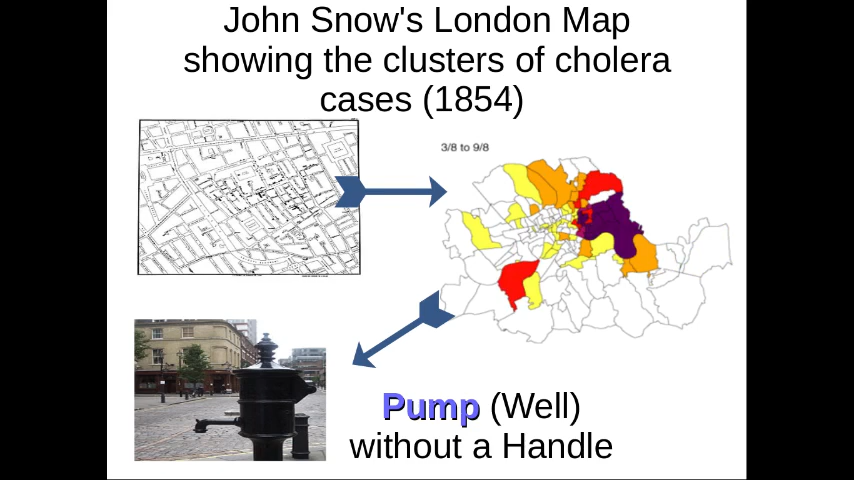 John Snow's London Map
showing the clusters of cholera
cases (1854)
3/8 to 9/8
Pump (Well)
without a Handle